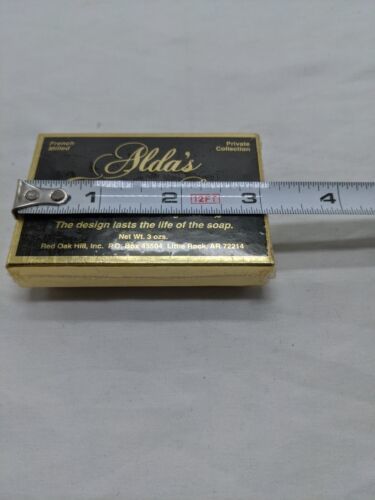 French
Milled
Private
Collection
Alda's
1 2 12FT 3 4
The design lasts the life of the soap.
Net Wt. 3 ozs.
Red Oak Hill, Inc. P.O. Box 45504, Little Rock, AR 72214